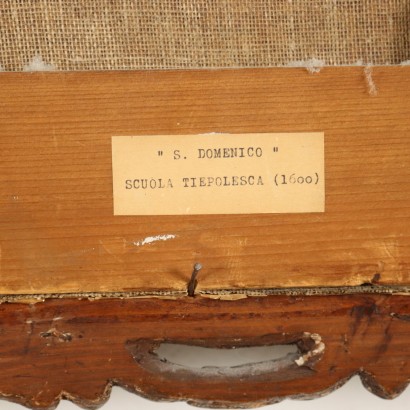 " S. DOMENICO "
SCUOLA TIEPOLESCA (1600)